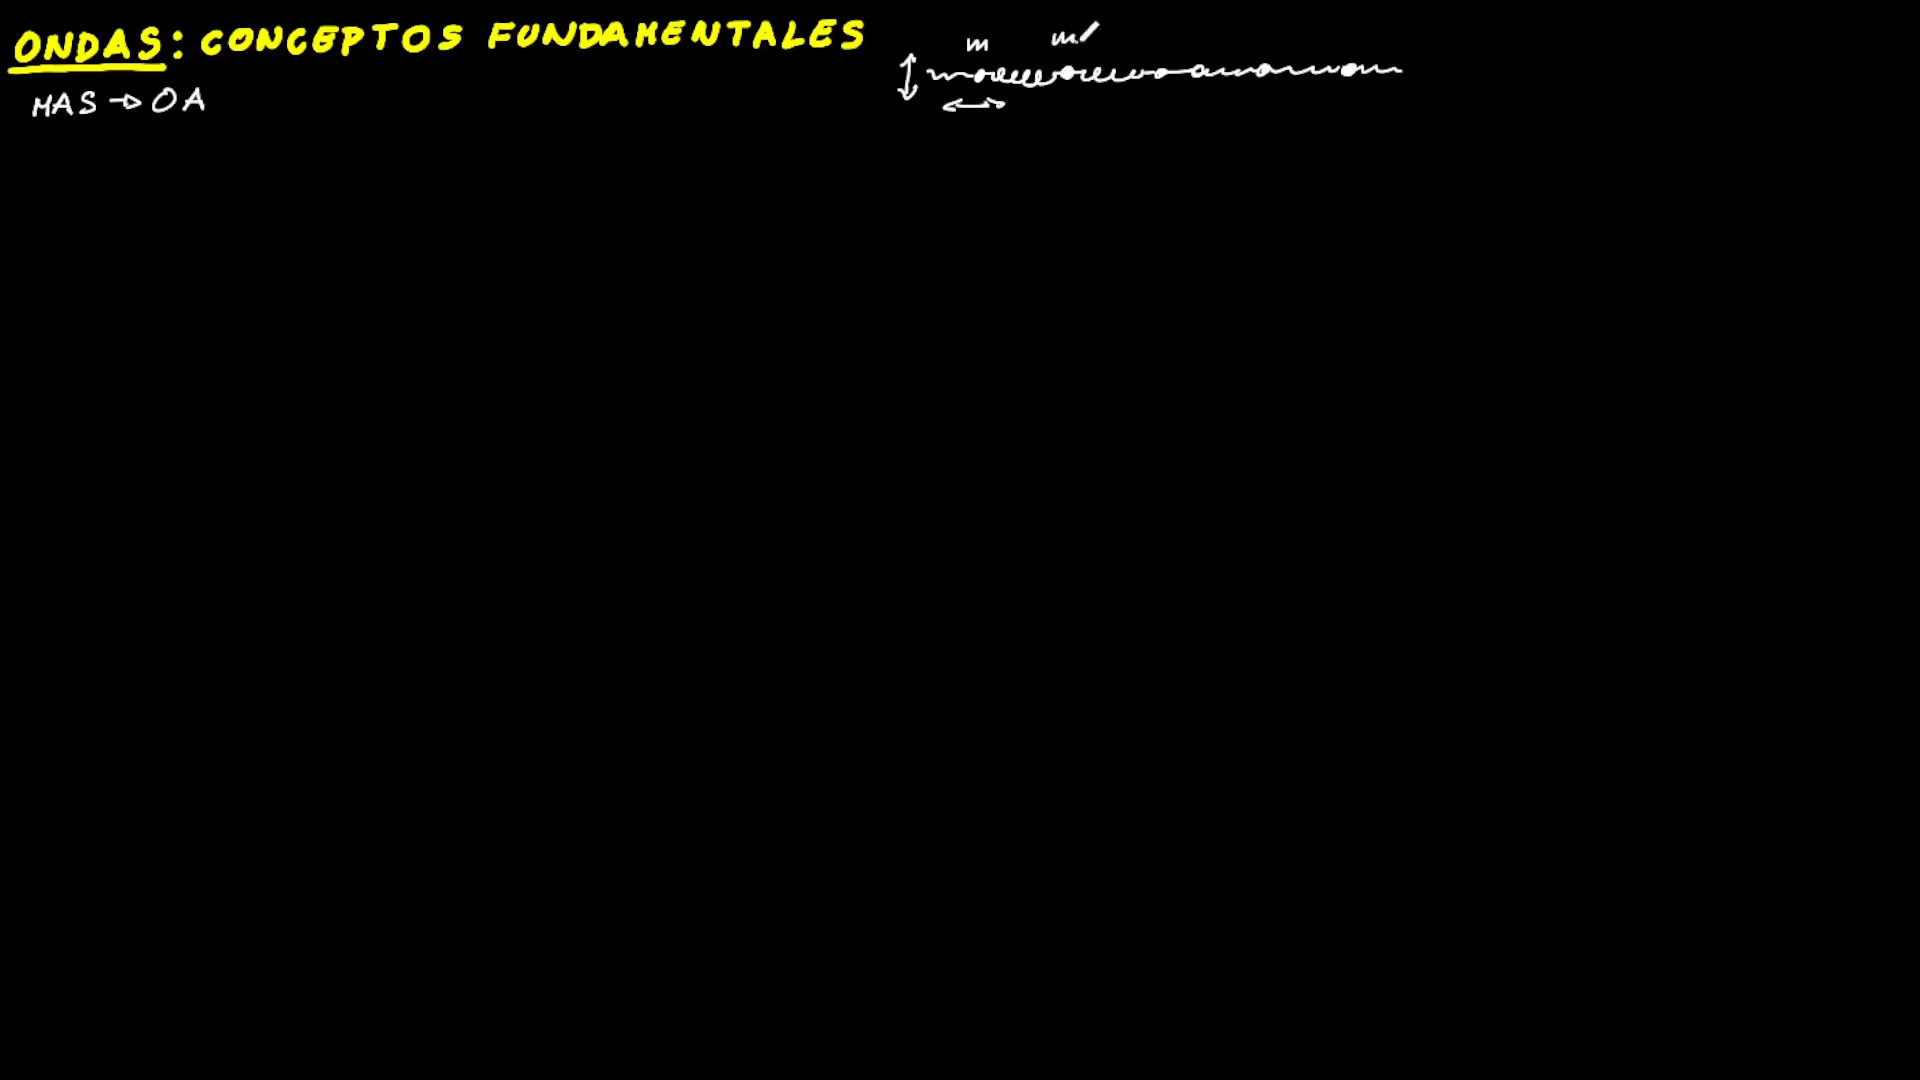 ONDAS: CONCEPTOS FUNDAMENTALES
m m'
MAS → OA